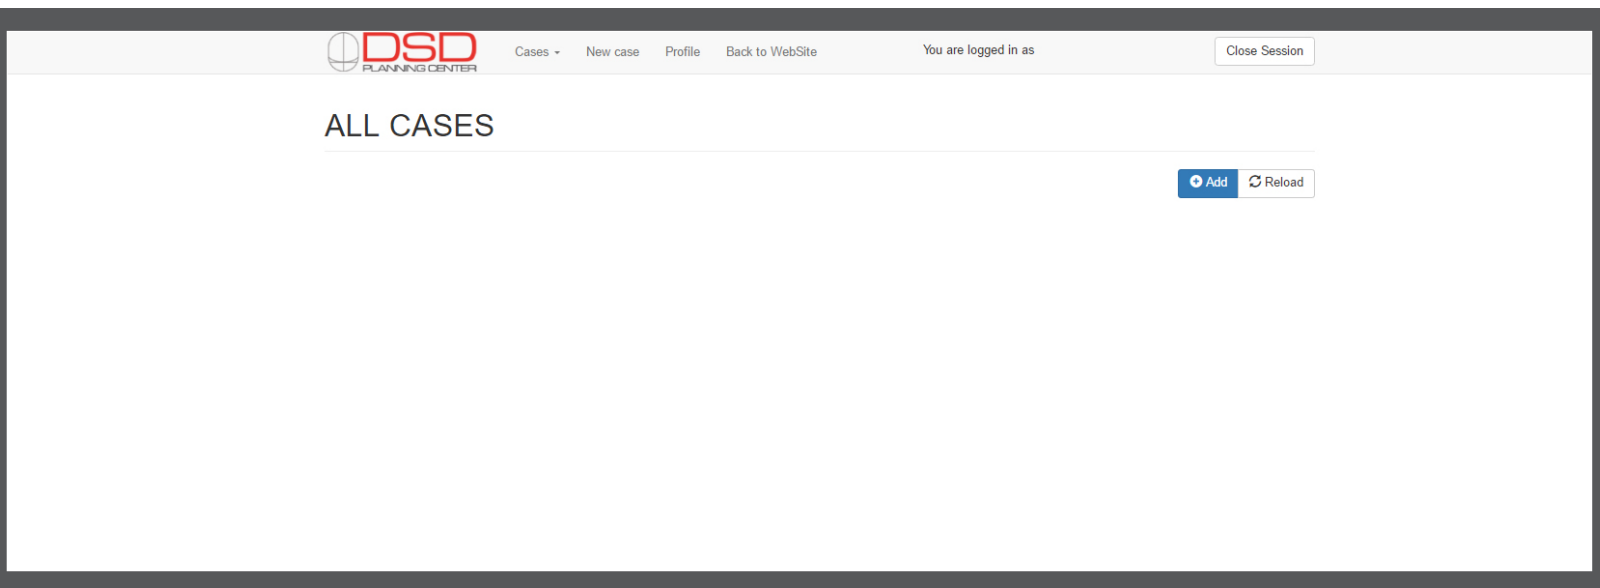 DSD
PLANNING CENTER
Cases New case Profile Back to WebSite You are logged in as Close Session
ALL CASES
Add Reload